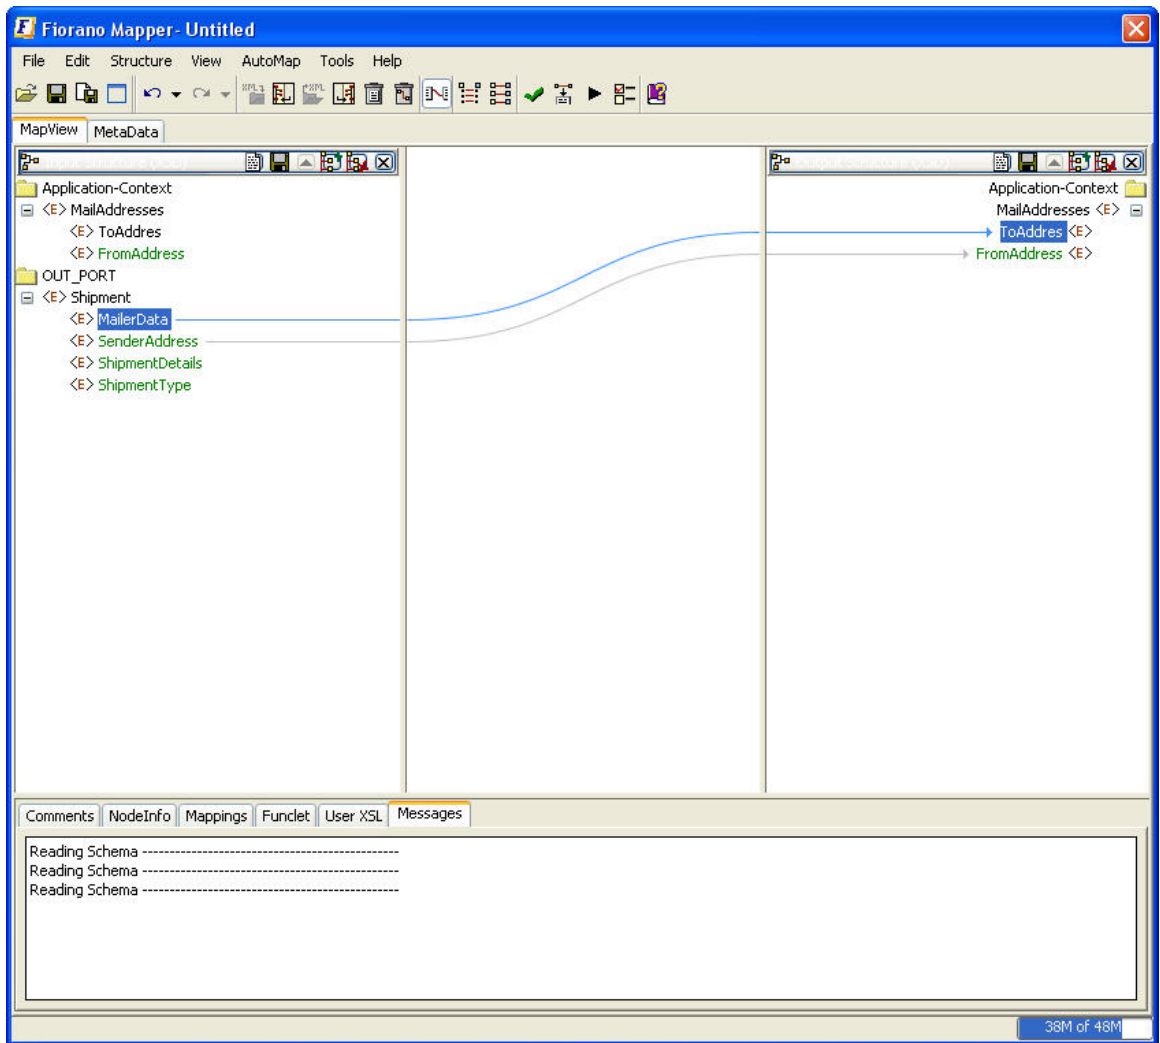 Fiorano Mapper- Untitled
File Edit Structure View AutoMap Tools Help
MapView MetaData
Application-Context
<E> MailAddresses
<E> ToAddres
<E> FromAddress
OUT_PORT
<E> Shipment
<E> MailerData
<E> SenderAddress
<E> ShipmentDetails
<E> ShipmentType
Application-Context
MailAddresses <E>
ToAddres <E>
FromAddress <E>
Comments NodeInfo Mappings Funclet User XSL Messages
Reading Schema ----------------------------------------------
Reading Schema ----------------------------------------------
Reading Schema ----------------------------------------------
38M of 48M